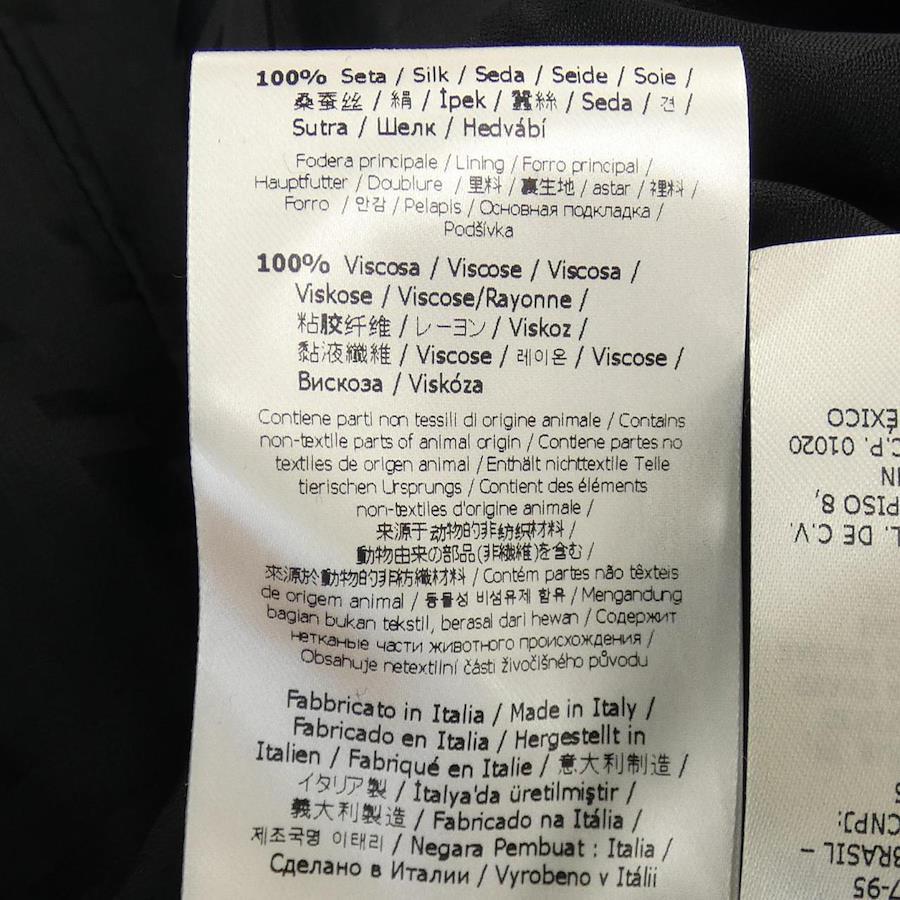 100% Seta / Silk / Seda / Seide / Soie /
桑蚕丝 / 絹 / İpek / 蠶絲 / Seda / 견 /
Sutra / Шелк / Hedvábí
Fodera principale / Lining / Forro principal /
Hauptfutter / Doublure / 里料 / 裏生地 / astar / 裡料 /
Forro / 안감 / Pelapis / Основная подкладка /
Podšívka
100% Viscosa / Viscose / Viscosa /
Viskose / Viscose/Rayonne /
粘胶纤维 / レーヨン / Viskoz /
黏液纖維 / Viscose / 레이온 / Viscose /
Вискоза / Viskóza
Contiene parti non tessili di origine animale / Contains
non-textile parts of animal origin / Contiene partes no
textiles de origen animal / Enthält nichttextile Teile
tierischen Ursprungs / Contient des éléments
non-textiles d'origine animale /
来源于动物的非纺织材料 /
動物由来の部品(非繊維)を含む /
來源於動物的非紡織材料 / Contém partes não têxteis
de origem animal / 동물성 비섬유제 함유 / Mengandung
bagian bukan tekstil, berasal dari hewan / Содержит
нетканые части животного происхождения /
Obsahuje netextilní části živočišného původu
Fabbricato in Italia / Made in Italy /
Fabricado en Italia / Hergestellt in
Italien / Fabriqué en Italie / 意大利制造 /
イタリア製 / İtalya'da üretilmiştir /
義大利製造 / Fabricado na Itália /
제조국명 이태리 / Negara Pembuat : Italia /
Сделано в Италии / Vyrobeno v Itálii
7-95
BRASIL –
CNPJ:
L. DE C.V.
PISO 8,
IN
C.P. 01020
ÉXICO